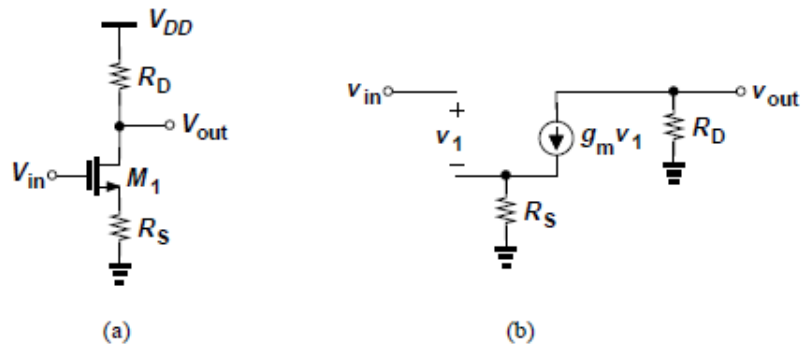 V_DD
R_D
V_out
V_in
M_1
R_S
(a)
v_in
+
v_1
−
g_m v_1
v_out
R_D
R_S
(b)